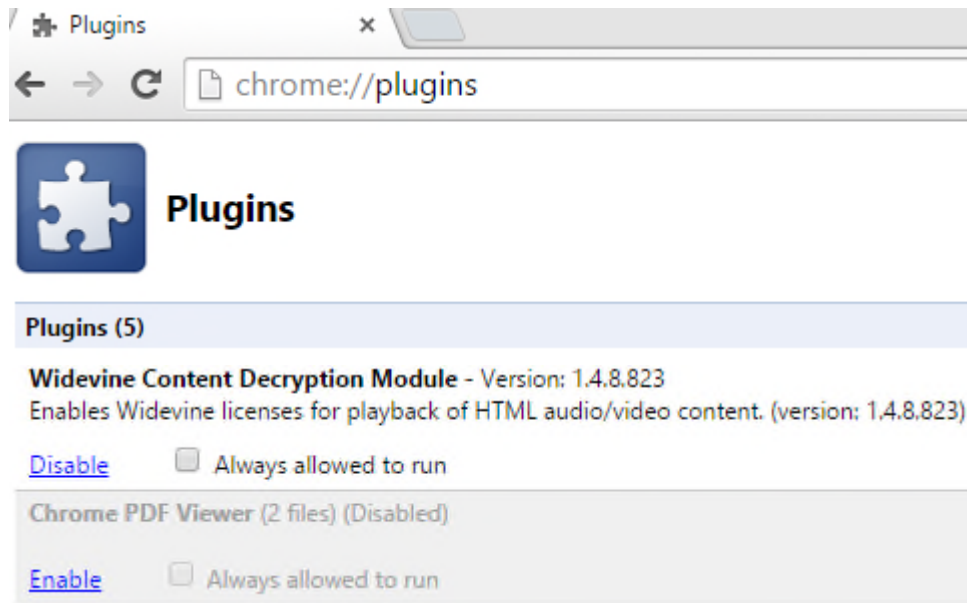 Plugins
chrome://plugins
Plugins
Plugins (5)
Widevine Content Decryption Module - Version: 1.4.8.823
Enables Widevine licenses for playback of HTML audio/video content. (version: 1.4.8.823)
Disable Always allowed to run
Chrome PDF Viewer (2 files) (Disabled)
Enable Always allowed to run